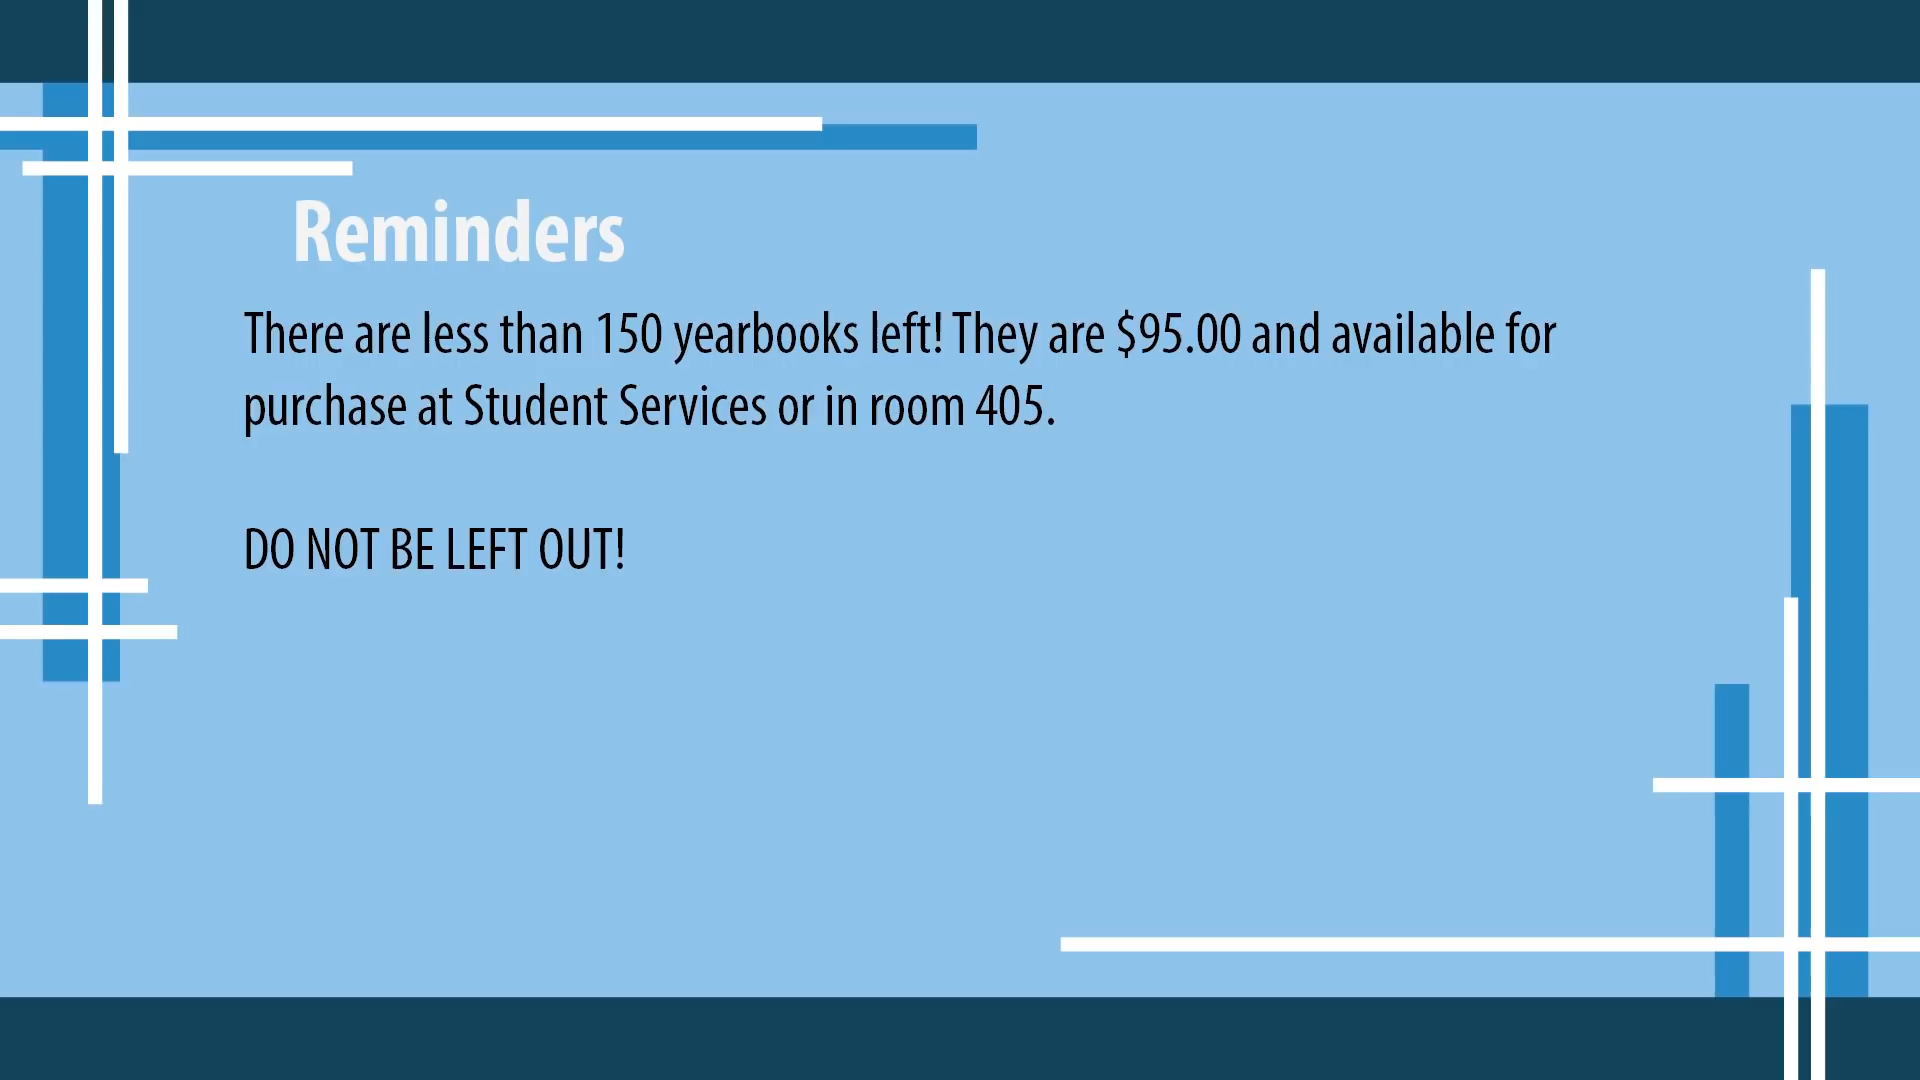 Reminders
There are less than 150 yearbooks left! They are $95.00 and available for
purchase at Student Services or in room 405.
DO NOT BE LEFT OUT!